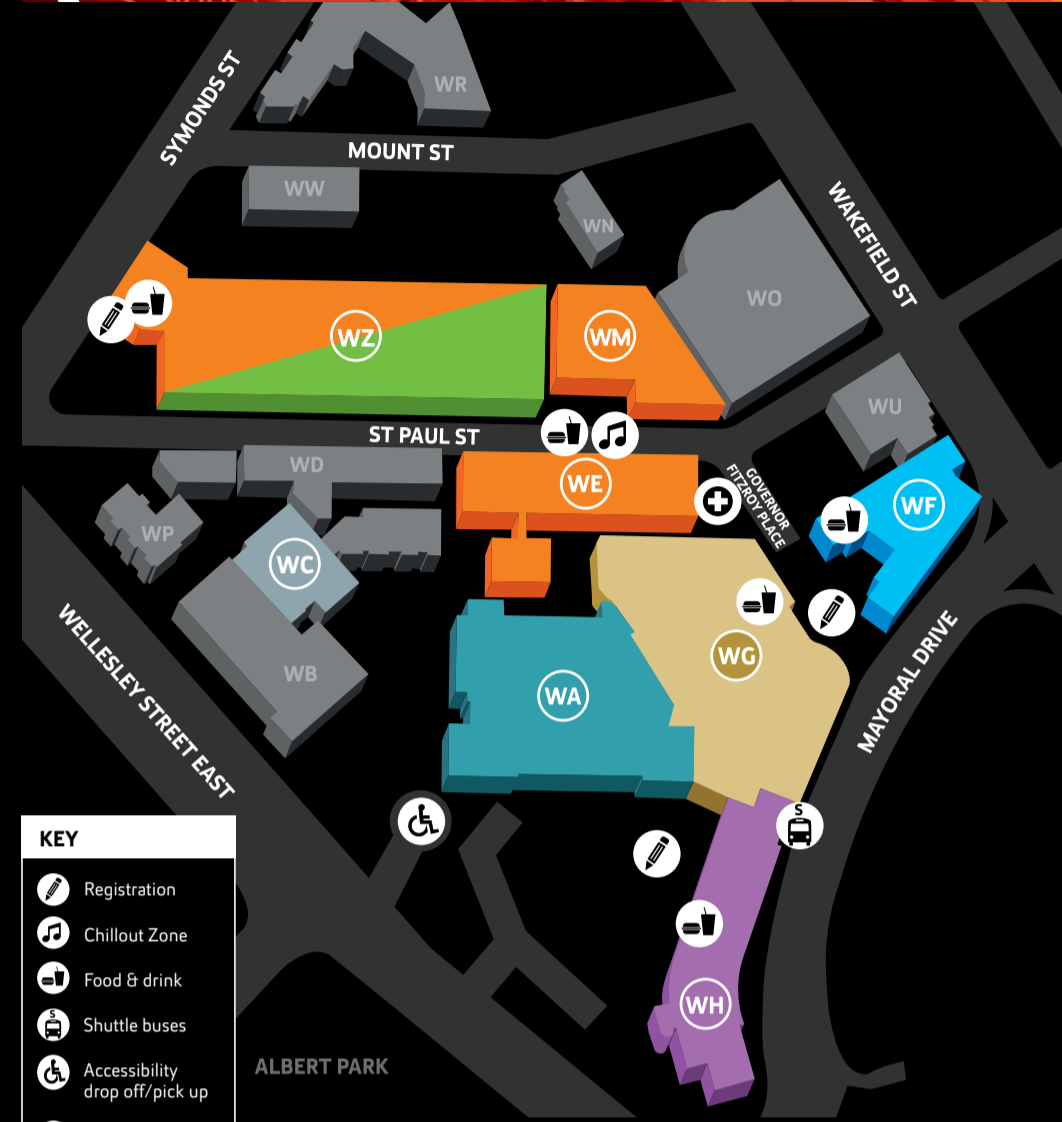 WR
SYMONDS ST
MOUNT ST
WW
WN
WAKEFIELD ST
WO
WZ
WM
WU
ST PAUL ST
WD
WE
GOVERNOR
FITZROY PLACE
WF
WP
WC
WELLESLEY STREET EAST
WB
WA
WG
MAYORAL DRIVE
S
WH
ALBERT PARK
KEY
Registration
Chillout Zone
Food & drink
S
Shuttle buses
Accessibility
drop off/pick up